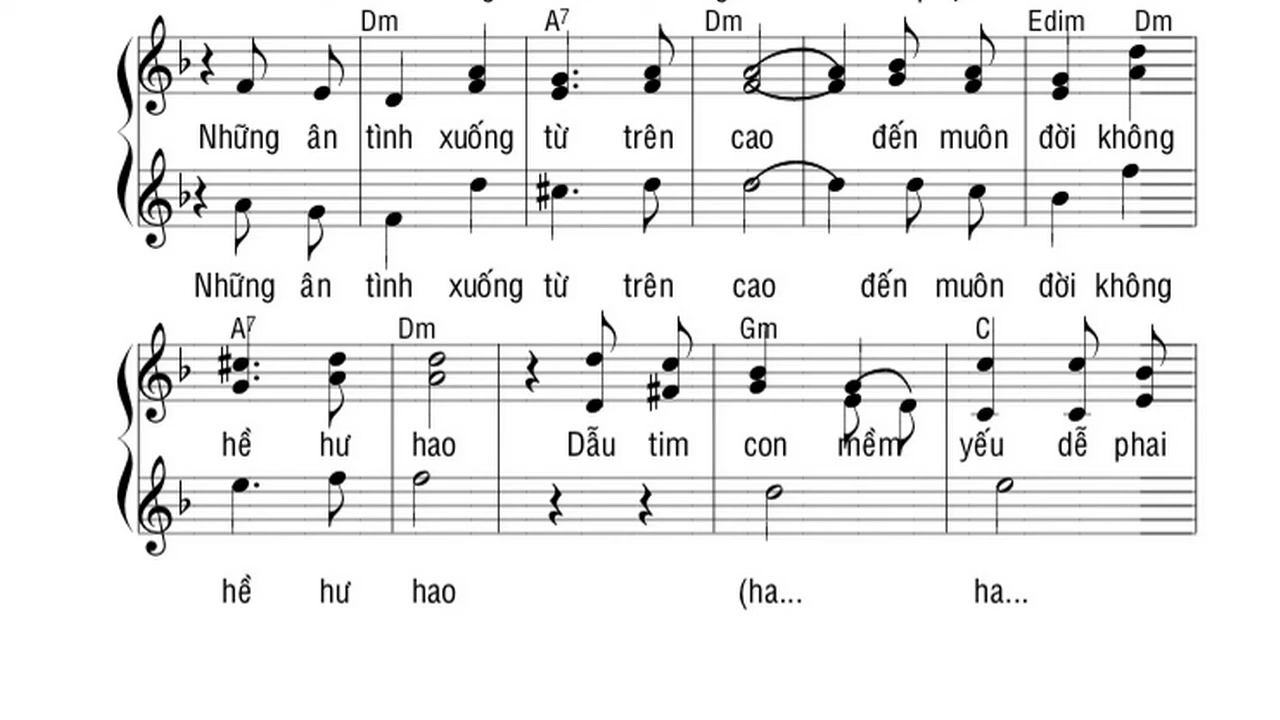 Dm A7 Dm Edim Dm
Những ân tình xuống từ trên cao đến muôn đời không
Những ân tình xuống từ trên cao đến muôn đời không
A7 Dm Gm C
hề hư hao Dẫu tim con mềm yếu dễ phai
hề hư hao (ha... ha...